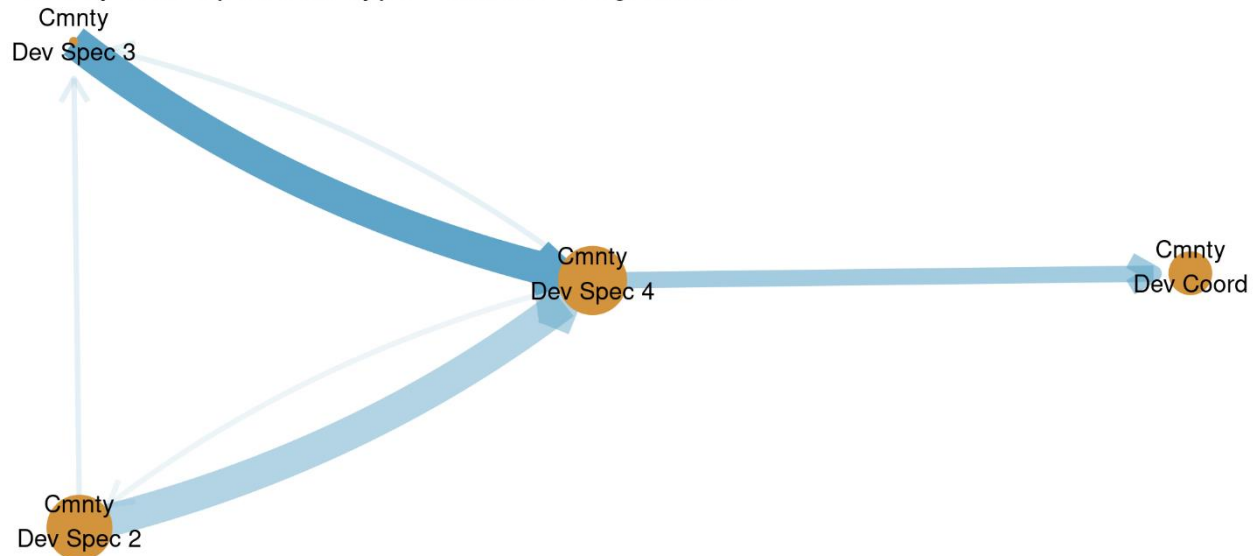 Cmnty
Dev Spec 3
Cmnty
Dev Spec 4
Cmnty
Dev Coord
Cmnty
Dev Spec 2